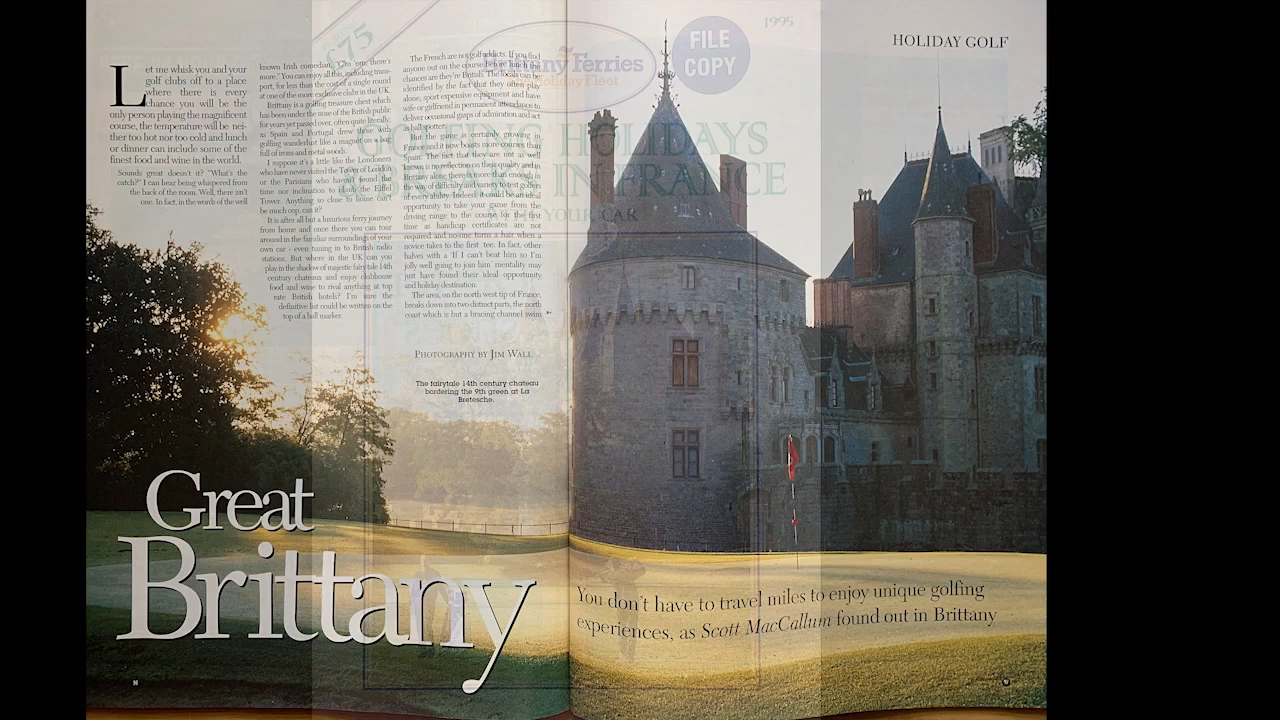 1995
HOLIDAY GOLF
£75
Brittany Ferries
Holiday Fleet
FILE
COPY
GOLFING HOLIDAYS
& BREAKS IN FRANCE
YOUR CAR
Let me whisk you and your
golf clubs off to a place
where there is every
chance you will be the
only person playing the magnificent
course, the temperature will be nei-
ther too hot nor too cold and lunch
or dinner can include some of the
finest food and wine in the world.
Sounds great doesn't it? "What's the
catch?" I can hear being whispered from
the back of the room. Well, there isn't
one. In fact, in the words of the well
known Irish comedian, "C'm 'ere, there's
more." You can enjoy all this, including trans-
port, for less than the cost of a single round
at one of the more exclusive clubs in the UK.
Brittany is a golfing treasure chest which
has been under the nose of the British public
for years yet passed over, often quite literally,
as Spain and Portugal drew those with
golfing wanderlust like a magnet on a bag
full of irons and metal woods.
I suppose it's a little like the Londoners
who have never visited the Tower of London
or the Parisians who haven't found the
time nor inclination to climb the Eiffel
Tower. Anything so close to home can't
be much cop, can it?
It is after all but a luxurious ferry journey
from home and once there you can tour
around in the familiar surroundings of your
own car - even tuning in to British radio
stations. But where in the UK can you
play in the shadow of majestic fairytale 14th
century chateaux and enjoy clubhouse
food and wine to rival anything at top
rate British hotels? I'm sure the
definitive list could be written on the
top of a ball marker.
The French are not golf addicts. If you find
anyone out on the course before lunch the
chances are they're British. The locals can be
identified by the fact that they often play
alone, sport expensive equipment and have
wife or girlfriend in permanent attendance to
deliver occasional gasps of admiration and act
as ball spotter.
But the game is certainly growing in
France and it now boasts more courses than
Spain. The fact that they are not as well
known is no reflection on their quality and in
Brittany alone there is more than enough in
way of difficulty and variety to test golfers
of every ability. Indeed, it could be an ideal
opportunity to take your game from the
driving range to the course for the first
time as handicap certificates are not
required and no-one turns a hair when a
novice takes to the first tee. In fact, other
halves with a 'If I can't beat him so I'm
jolly well going to join him' mentality may
just have found their ideal opportunity
and holiday destination.
The area, on the north west tip of France,
breaks down into two distinct parts, the north
coast which is but a bracing channel swim
PHOTOGRAPHY BY JIM WALL
The fairytale 14th century chateau
bordering the 9th green at La
Bretesche.
Great
Brittany
You don't have to travel miles to enjoy unique golfing
experiences, as Scott MacCallum found out in Brittany